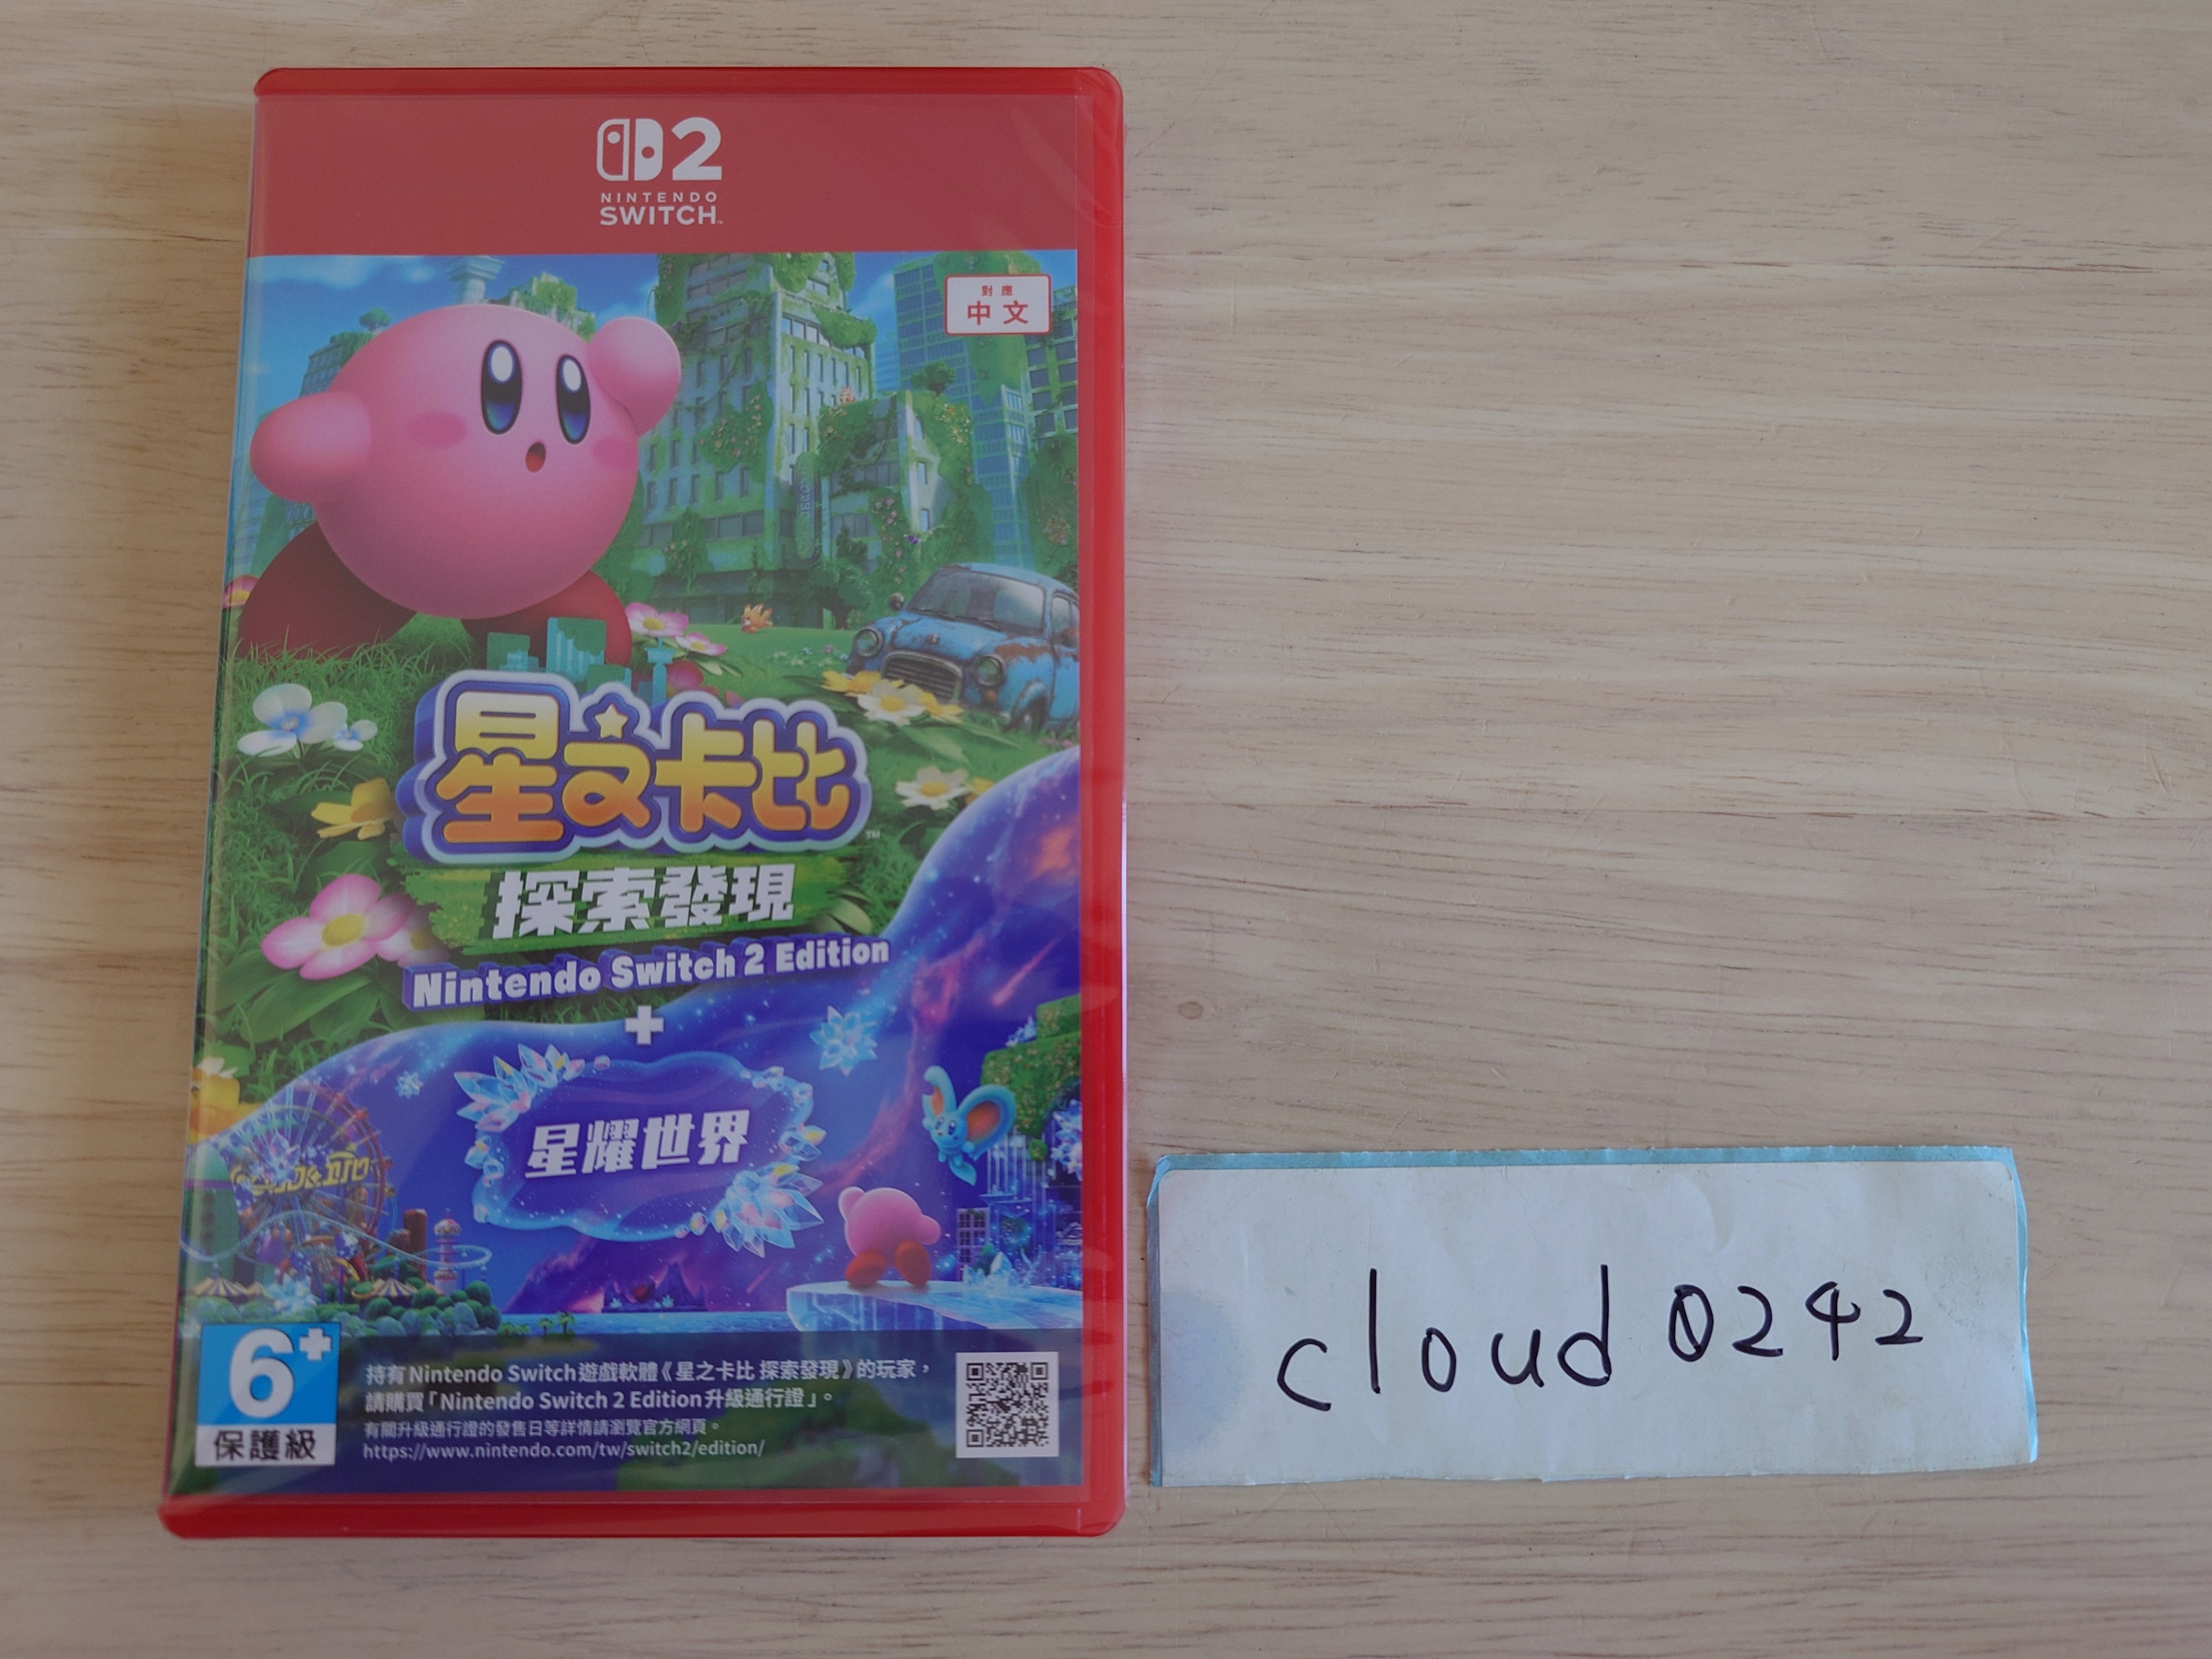 2
NINTENDO
SWITCH™
對應
中文
星之卡比™
探索發現
Nintendo Switch 2 Edition
+
星耀世界
6+
保護級
持有Nintendo Switch遊戲軟體《星之卡比 探索發現》的玩家，
請購買「Nintendo Switch 2 Edition升級通行證」。
有關升級通行證的發售日等詳情請瀏覽官方網頁。
https://www.nintendo.com/tw/switch2/edition/
cloud0242